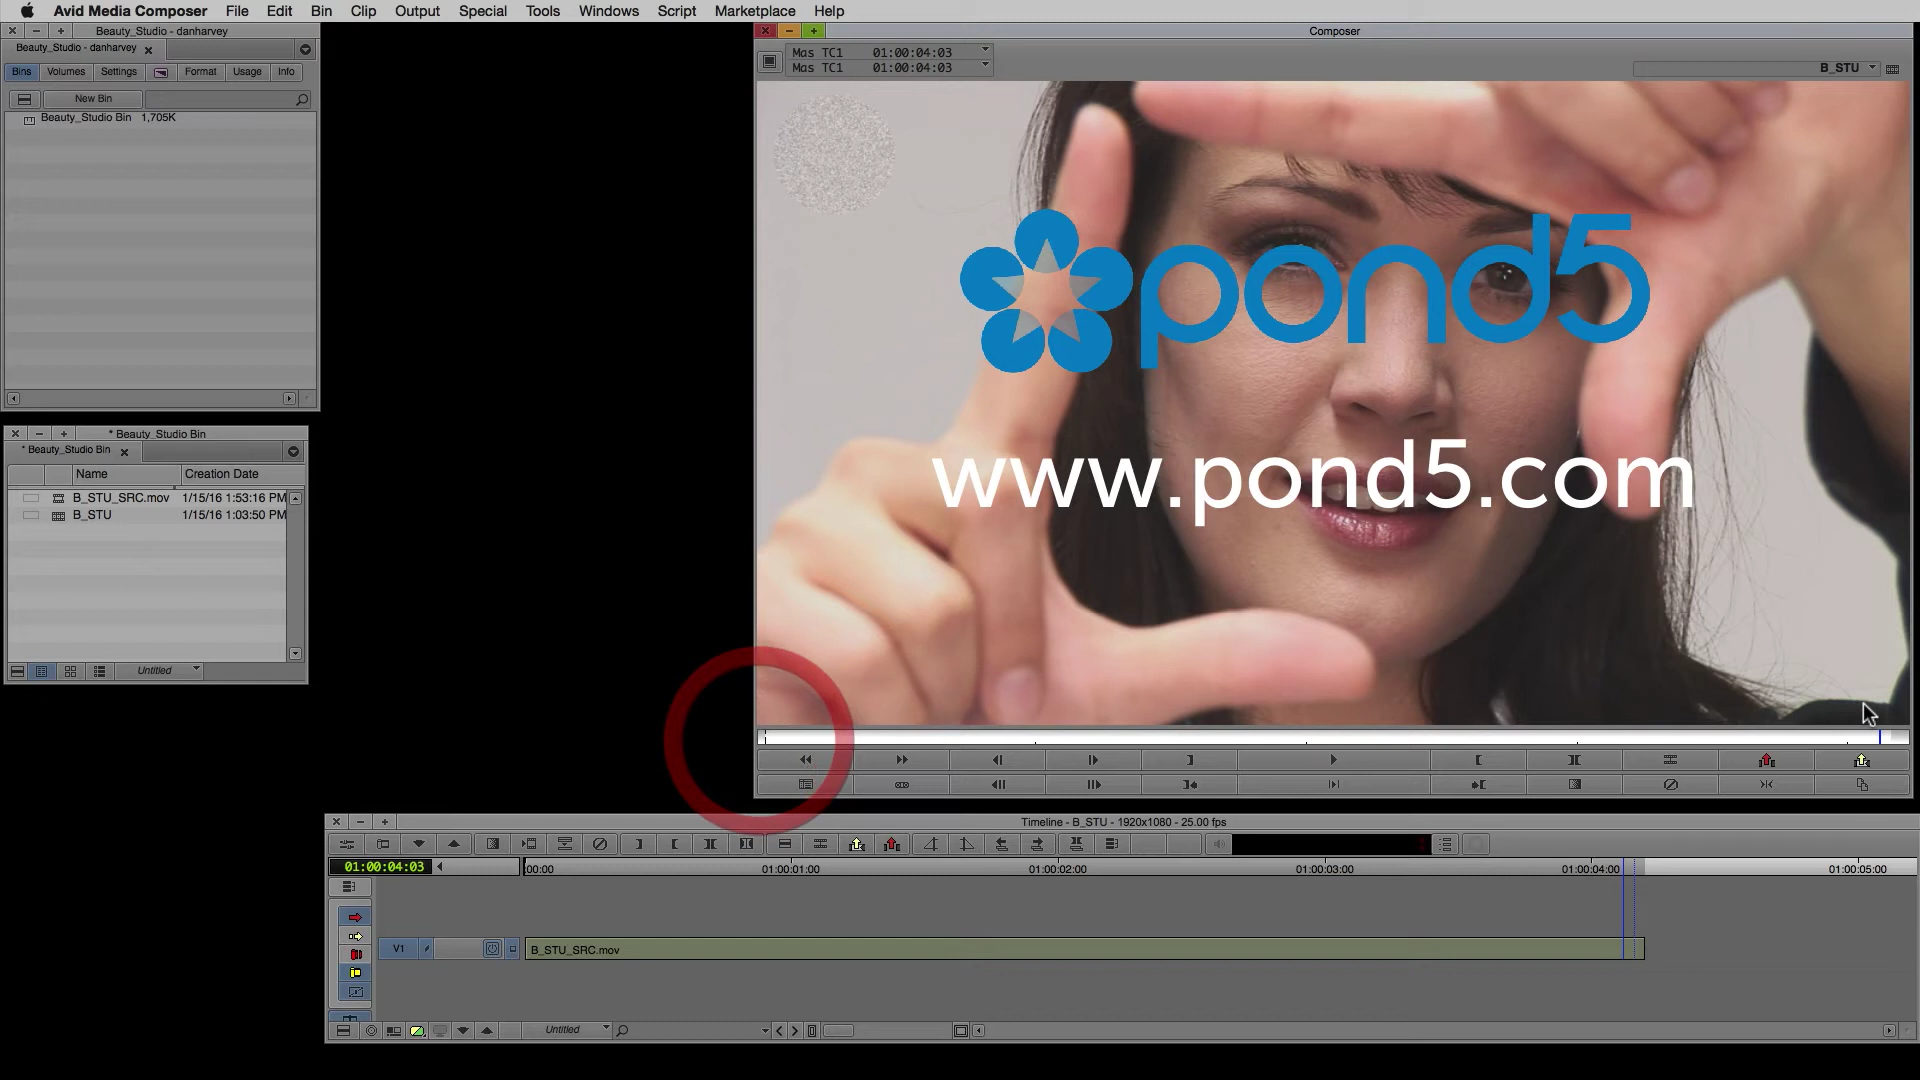 Avid Media Composer File Edit Bin Clip Output Special Tools Windows Script Marketplace Help
Beauty_Studio - danharvey
Beauty_Studio - danharvey
Bins Volumes Settings Format Usage Info
New Bin
Beauty_Studio Bin 1,705K
* Beauty_Studio Bin
* Beauty_Studio Bin
Name Creation Date
B_STU_SRC.mov 1/15/16 1:53:16 PM
B_STU 1/15/16 1:03:50 PM
Untitled
Composer
Mas TC1 01:00:04:03
Mas TC1 01:00:04:03
B_STU
pond5
www.pond5.com
Timeline - B_STU - 1920x1080 - 25.00 fps
01:00:04:03
:00:00 01:00:01:00 01:00:02:00 01:00:03:00 01:00:04:00 01:00:05:00
V1
B_STU_SRC.mov
Untitled